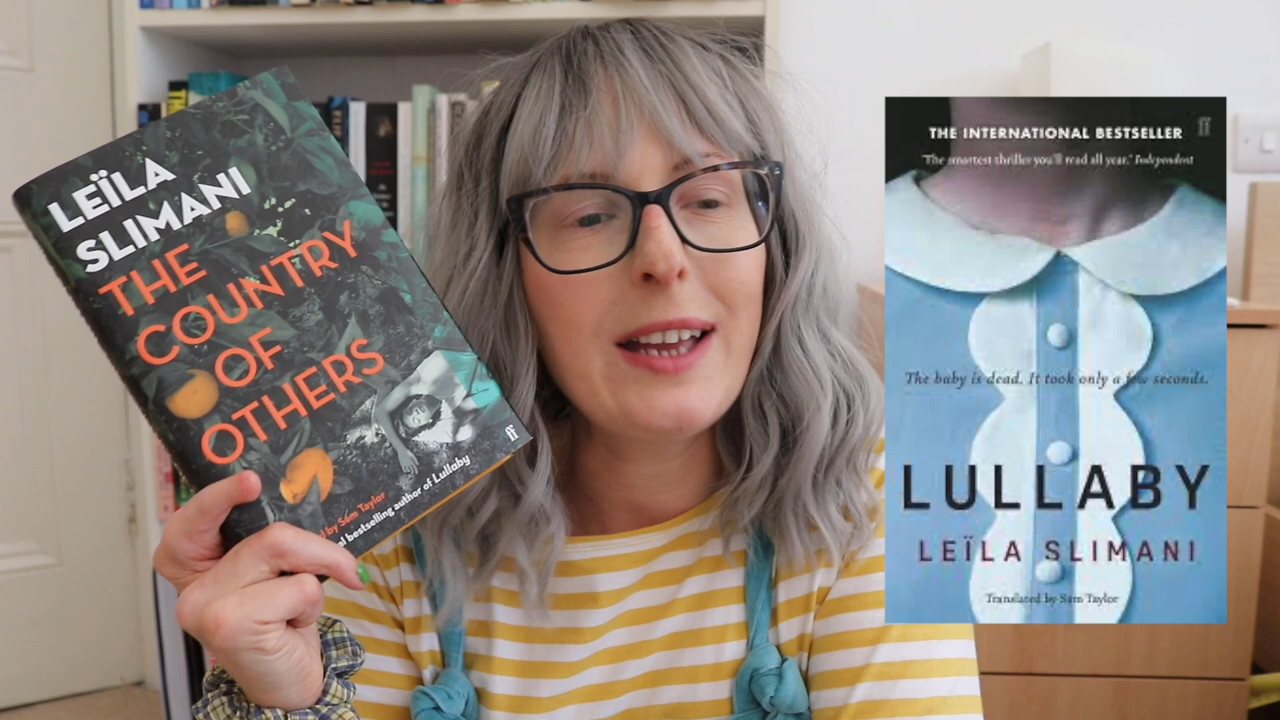 LEÏLA
SLIMANI
THE
COUNTRY
OF
OTHERS
by Sam Taylor
bestselling author of Lullaby
ff
THE INTERNATIONAL BESTSELLER
ff
'The smartest thriller you'll read all year.' Independent
The baby is dead. It took only a few seconds.
LULLABY
LEÏLA SLIMANI
Translated by Sam Taylor